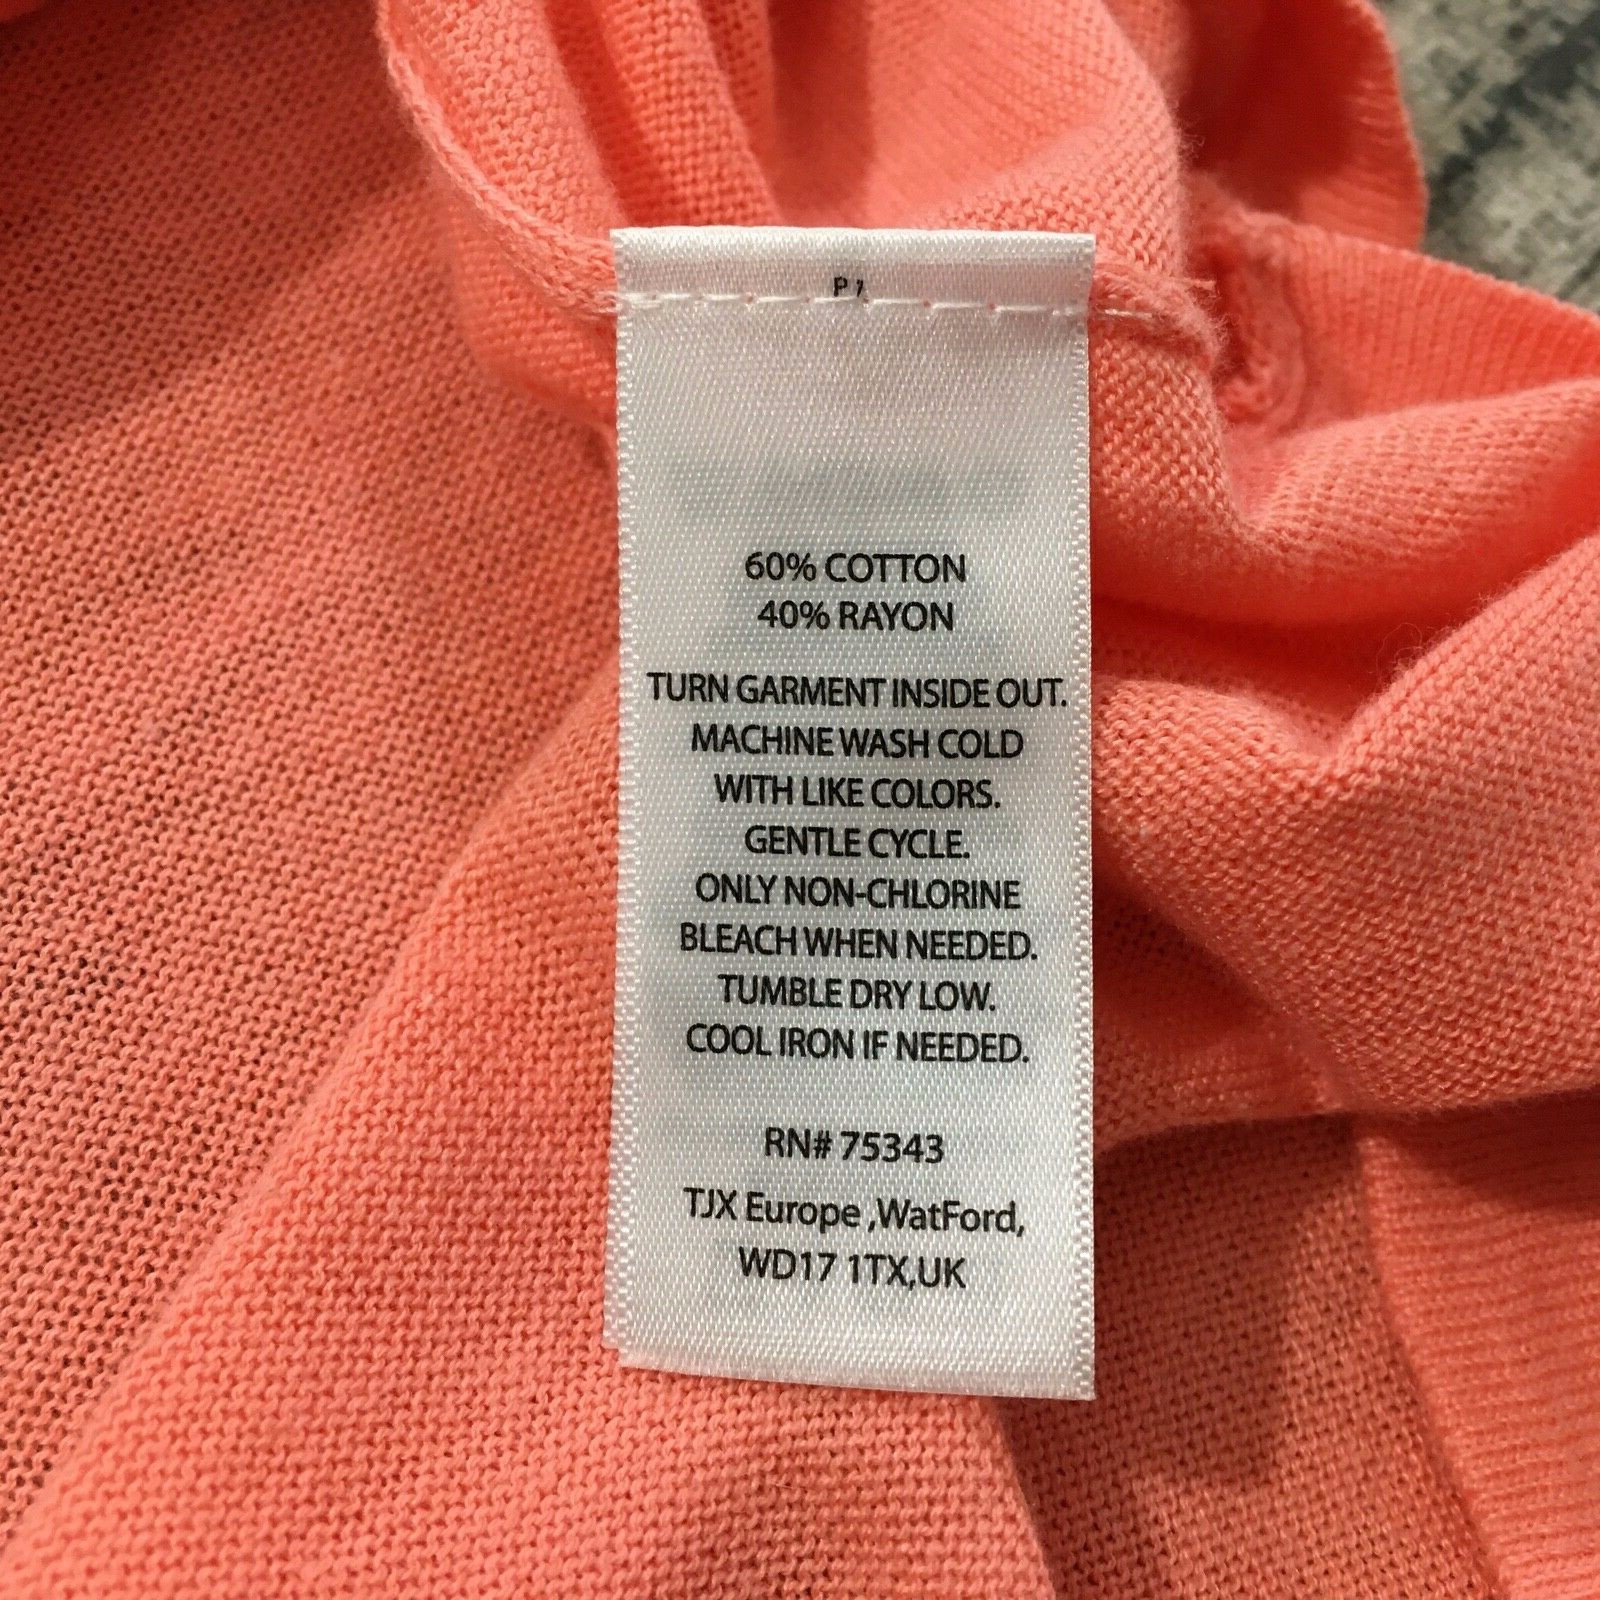 60% COTTON
40% RAYON
TURN GARMENT INSIDE OUT.
MACHINE WASH COLD
WITH LIKE COLORS.
GENTLE CYCLE.
ONLY NON-CHLORINE
BLEACH WHEN NEEDED.
TUMBLE DRY LOW.
COOL IRON IF NEEDED.
RN# 75343
TJX Europe ,WatFord,
WD17 1TX,UK